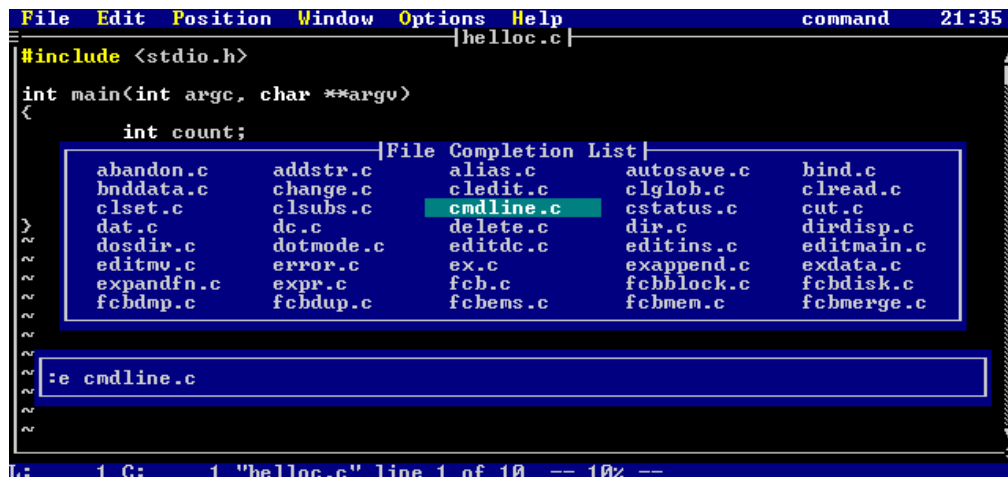 File Edit Position Window Options Help command 21:35
helloc.c
#include <stdio.h>
int main(int argc, char **argv)
{
int count;
File Completion List
abandon.c addstr.c alias.c autosave.c bind.c
bnddata.c change.c cledit.c clglob.c clread.c
clset.c clsubs.c cmdline.c cstatus.c cut.c
} dat.c dc.c delete.c dir.c dirdisp.c
~ dosdir.c dotmode.c editdc.c editins.c editmain.c
~ editmv.c error.c ex.c exappend.c exdata.c
~ expandfn.c expr.c fcb.c fcbblock.c fcbdisk.c
~ fcbdmp.c fcbdup.c fcbems.c fcbmem.c fcbmerge.c
~
~
~
~ :e cmdline.c
~
~
~
L: 1 C: 1 "helloc.c" line 1 of 10 -- 10% --